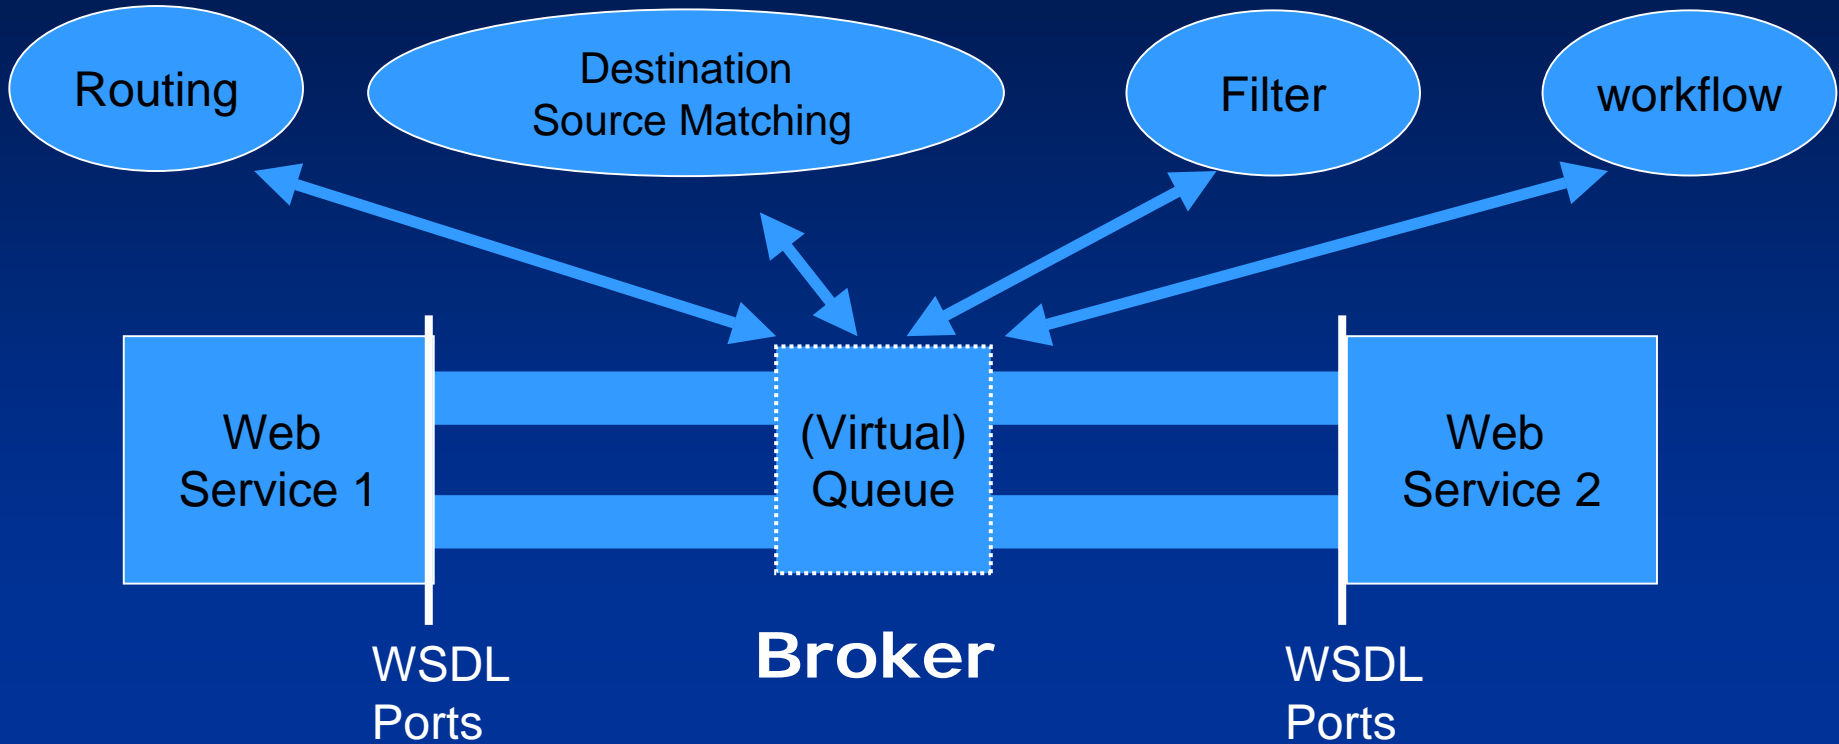 Routing
Destination
Source Matching
Filter
workflow
Web
Service 1
(Virtual)
Queue
Web
Service 2
WSDL
Ports
Broker
WSDL
Ports